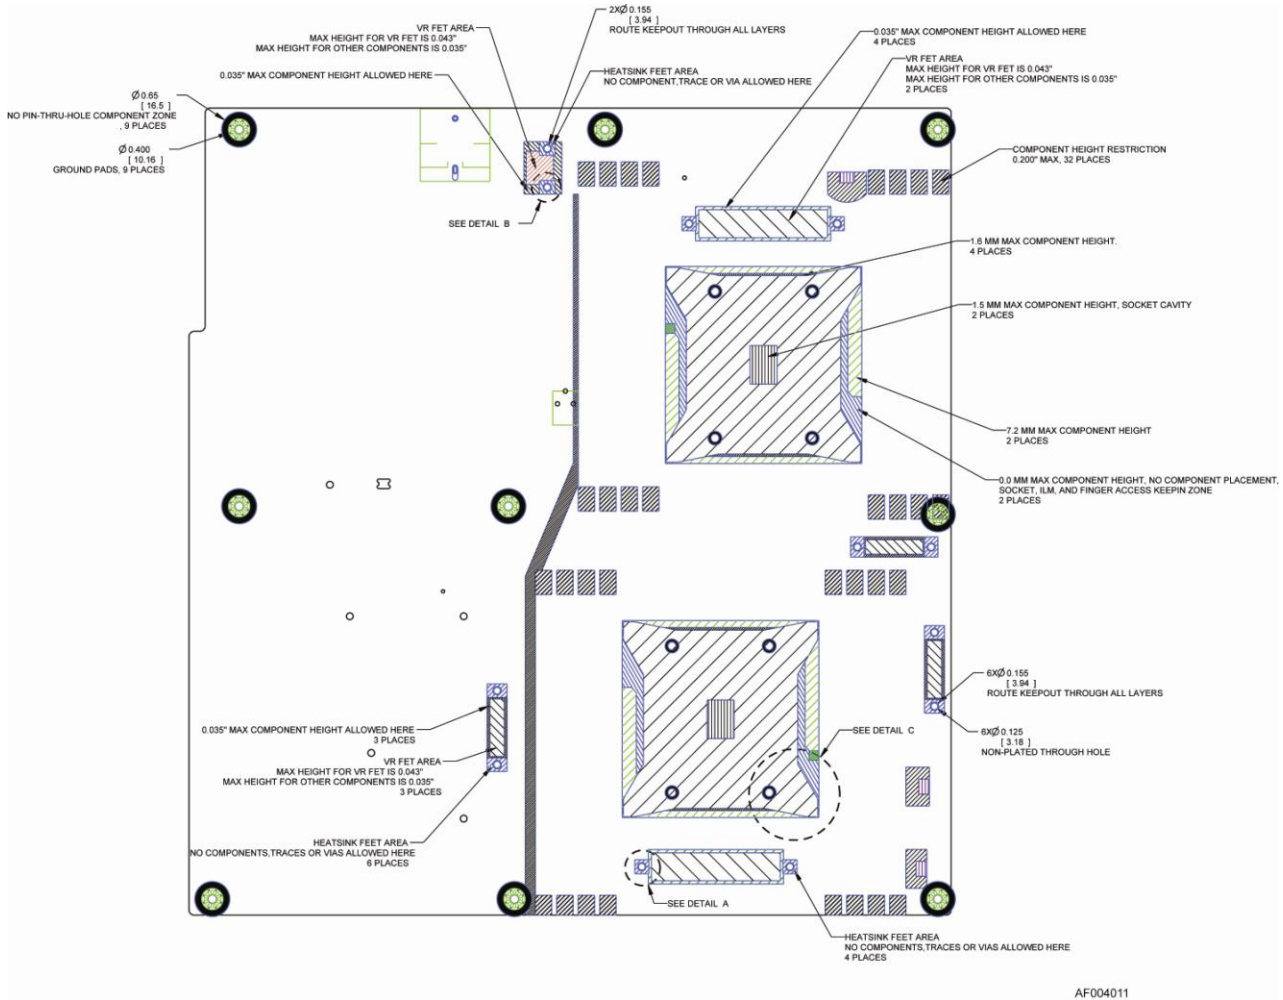 2XØ 0.155
[ 3.94 ]
ROUTE KEEPOUT THROUGH ALL LAYERS
VR FET AREA
MAX HEIGHT FOR VR FET IS 0.043"
MAX HEIGHT FOR OTHER COMPONENTS IS 0.035"
0.035" MAX COMPONENT HEIGHT ALLOWED HERE
4 PLACES
VR FET AREA
MAX HEIGHT FOR VR FET IS 0.043"
MAX HEIGHT FOR OTHER COMPONENTS IS 0.035"
2 PLACES
0.035" MAX COMPONENT HEIGHT ALLOWED HERE
HEATSINK FEET AREA
NO COMPONENT,TRACE OR VIA ALLOWED HERE
Ø 0.65
[ 16.5 ]
NO PIN-THRU-HOLE COMPONENT ZONE
, 9 PLACES
Ø 0.400
[ 10.16 ]
GROUND PADS, 9 PLACES
COMPONENT HEIGHT RESTRICTION
0.200" MAX, 32 PLACES
SEE DETAIL B
1.6 MM MAX COMPONENT HEIGHT.
4 PLACES
1.5 MM MAX COMPONENT HEIGHT, SOCKET CAVITY
2 PLACES
7.2 MM MAX COMPONENT HEIGHT
2 PLACES
0.0 MM MAX COMPONENT HEIGHT, NO COMPONENT PLACEMENT,
SOCKET, ILM, AND FINGER ACCESS KEEPIN ZONE
2 PLACES
6XØ 0.155
[ 3.94 ]
ROUTE KEEPOUT THROUGH ALL LAYERS
6XØ 0.125
[ 3.18 ]
NON-PLATED THROUGH HOLE
0.035" MAX COMPONENT HEIGHT ALLOWED HERE
3 PLACES
SEE DETAIL C
VR FET AREA
MAX HEIGHT FOR VR FET IS 0.043"
MAX HEIGHT FOR OTHER COMPONENTS IS 0.035"
3 PLACES
HEATSINK FEET AREA
NO COMPONENTS,TRACES OR VIAS ALLOWED HERE
6 PLACES
SEE DETAIL A
HEATSINK FEET AREA
NO COMPONENTS,TRACES OR VIAS ALLOWED HERE
4 PLACES
AF004011